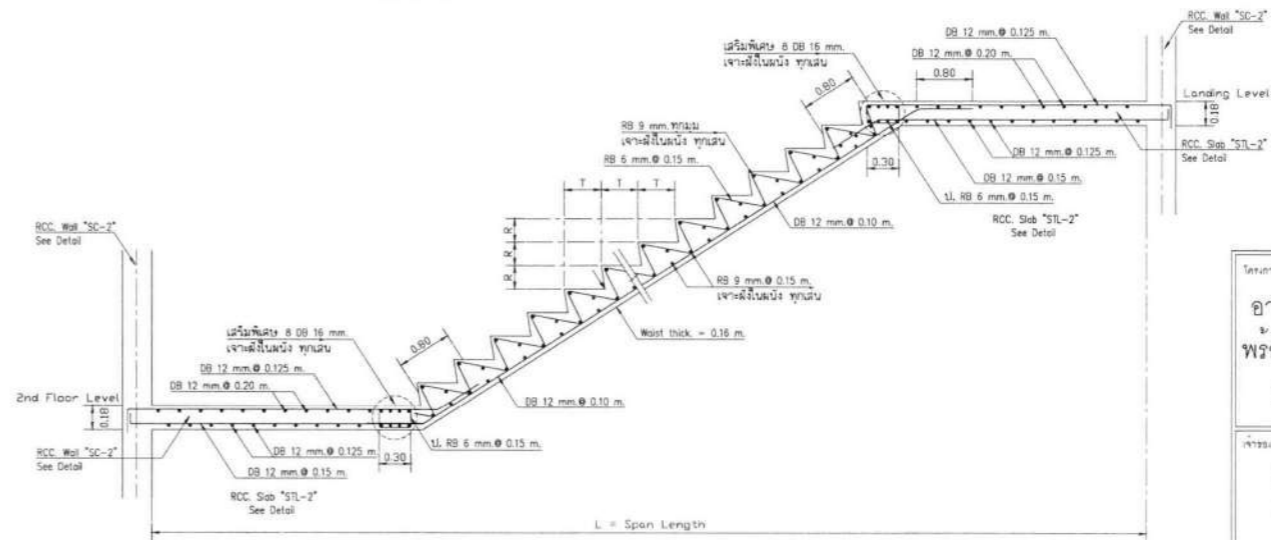 RCC. Wall "SC-2"
See Detail
DB 12 mm.@ 0.125 m.
DB 12 mm.@ 0.20 m.
เสริมพิเศษ 8 DB 16 mm.
เจาะฝังในผนัง ทุกเส้น
0.80
0.80
Landing Level
0.18
RB 9 mm.ทุกมุม
เจาะฝังในผนัง ทุกเส้น
RB 6 mm.@ 0.15 m.
RCC. Slab "STL-2"
See Detail
DB 12 mm.@ 0.125 m.
0.30
DB 12 mm.@ 0.15 m.
ป. RB 6 mm.@ 0.15 m.
T T T
DB 12 mm.@ 0.10 m.
RCC. Slab "STL-2"
See Detail
RCC. Wall "SC-2"
See Detail
R
R
R
RB 9 mm.@ 0.15 m.
เจาะฝังในผนัง ทุกเส้น
เสริมพิเศษ 8 DB 16 mm.
เจาะฝังในผนัง ทุกเส้น
0.80
Waist thick. = 0.16 m.
DB 12 mm.@ 0.125 m.
DB 12 mm.@ 0.20 m.
2nd Floor Level
DB 12 mm.@ 0.10 m.
0.18
ป. RB 6 mm.@ 0.15 m.
RCC. Wall "SC-2"
See Detail
DB 12 mm.@ 0.125 m.
0.30
DB 12 mm.@ 0.15 m.
RCC. Slab "STL-2"
See Detail
L = Span Length